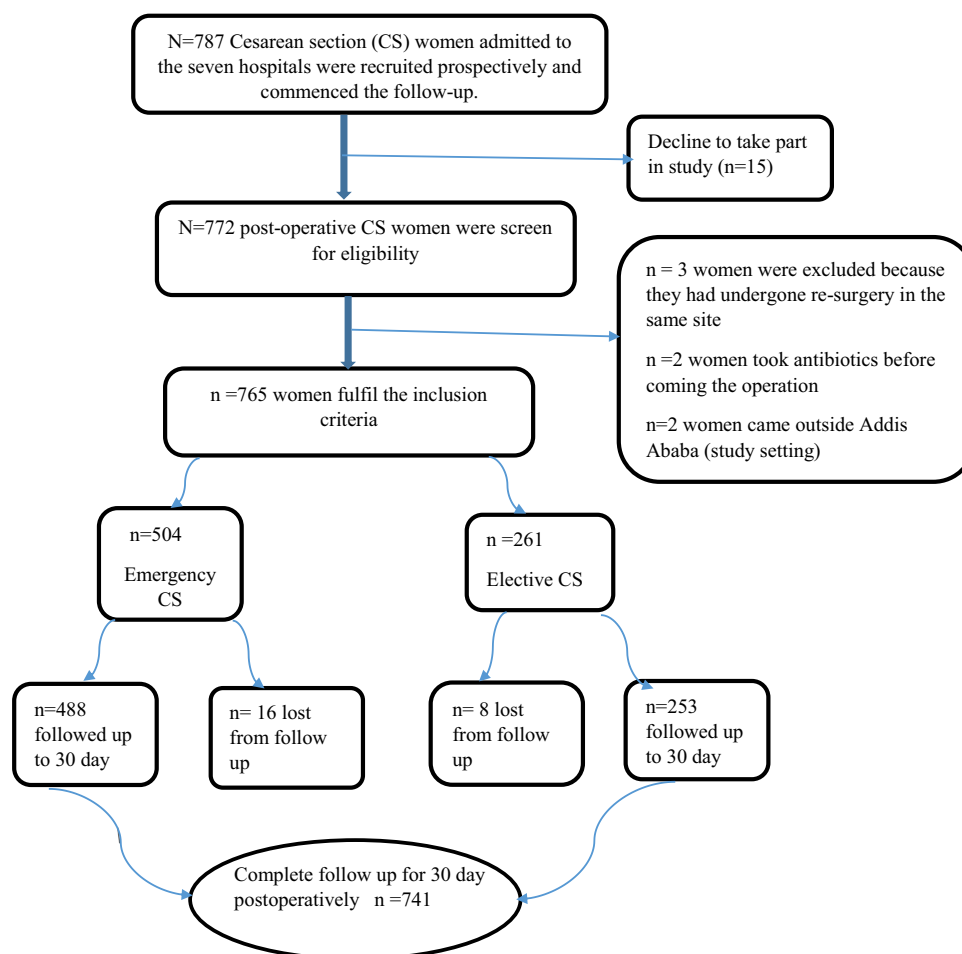 N=787 Cesarean section (CS) women admitted to
the seven hospitals were recruited prospectively and
commenced the follow-up.
Decline to take part
in study (n=15)
N=772 post-operative CS women were screen
for eligibility
n = 3 women were excluded because
they had undergone re-surgery in the
same site
n =2 women took antibiotics before
coming the operation
n=2 women came outside Addis
Ababa (study setting)
n =765 women fulfil the inclusion
criteria
n=504
Emergency
CS
n =261
Elective CS
n=488
followed up
to 30 day
n= 16 lost
from follow
up
n= 8 lost
from follow
up
n=253
followed up
to 30 day
Complete follow up for 30 day
postoperatively n =741